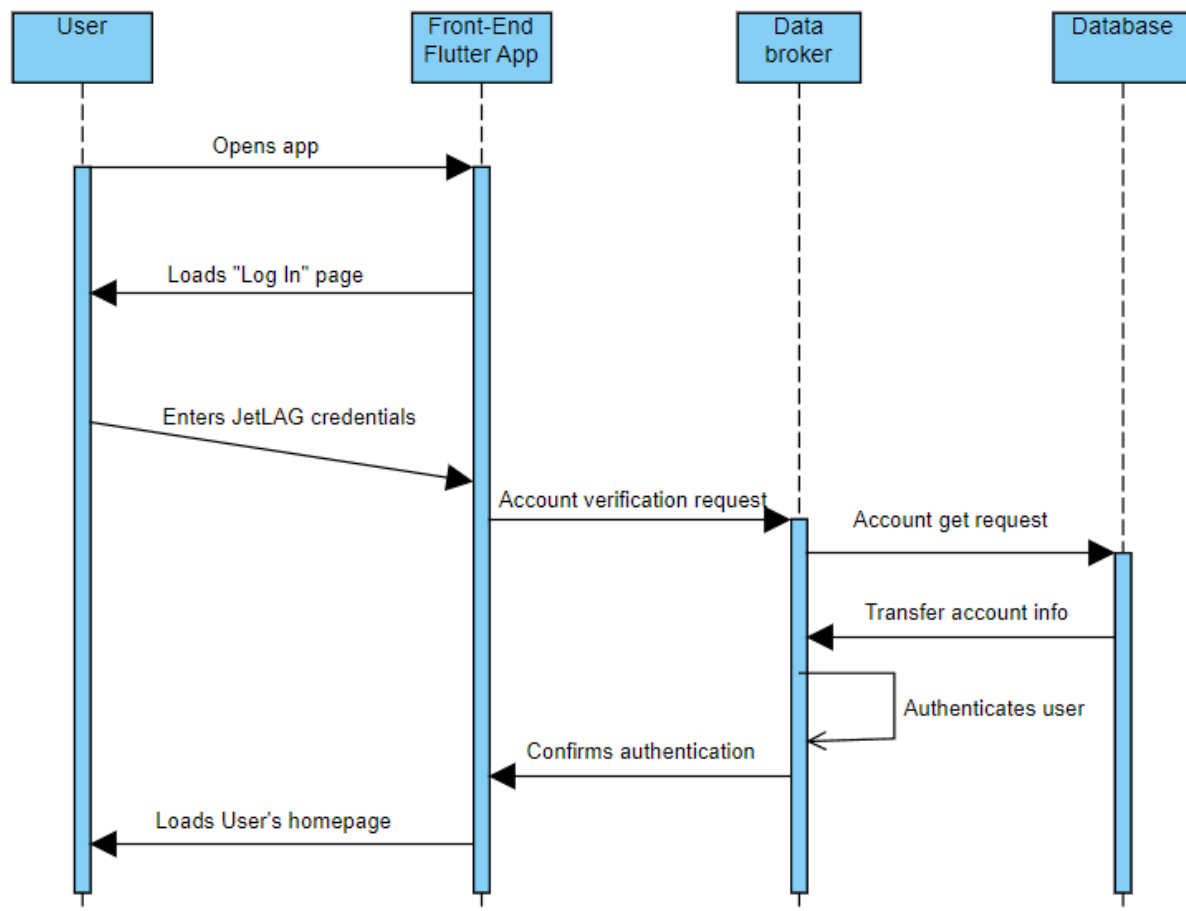 User
Front-End
Flutter App
Data
broker
Database
Opens app
Loads "Log In" page
Enters JetLAG credentials
Account verification request
Account get request
Transfer account info
Authenticates user
Confirms authentication
Loads User's homepage